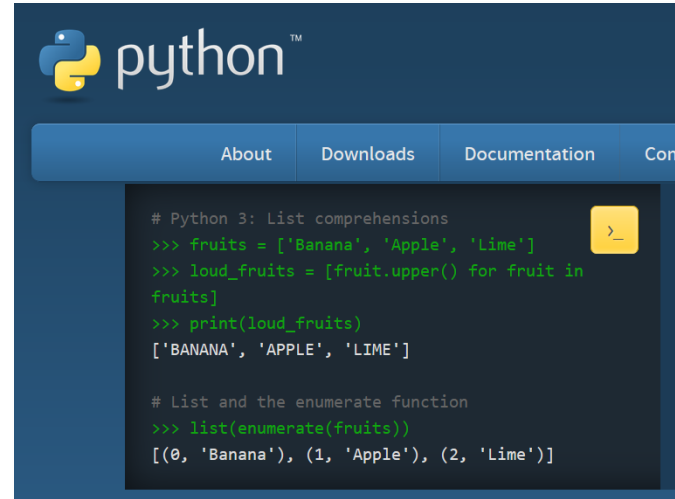 python™
About Downloads Documentation
# Python 3: List comprehensions
>>> fruits = ['Banana', 'Apple', 'Lime']
>>> loud_fruits = [fruit.upper() for fruit in
fruits]
>>> print(loud_fruits)
['BANANA', 'APPLE', 'LIME']
# List and the enumerate function
>>> list(enumerate(fruits))
[(0, 'Banana'), (1, 'Apple'), (2, 'Lime')]
>_